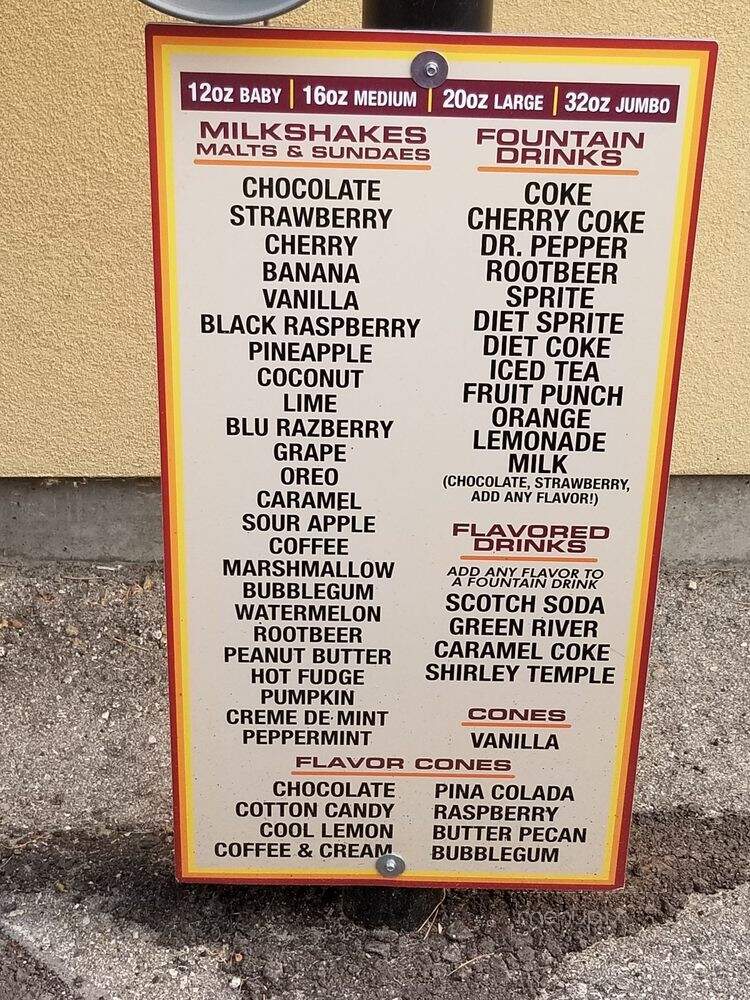 12oz BABY | 16oz MEDIUM | 20oz LARGE | 32oz JUMBO
MILKSHAKES
MALTS & SUNDAES
CHOCOLATE
STRAWBERRY
CHERRY
BANANA
VANILLA
BLACK RASPBERRY
PINEAPPLE
COCONUT
LIME
BLU RAZBERRY
GRAPE
OREO
CARAMEL
SOUR APPLE
COFFEE
MARSHMALLOW
BUBBLEGUM
WATERMELON
ROOTBEER
PEANUT BUTTER
HOT FUDGE
PUMPKIN
CREME DE MINT
PEPPERMINT
FOUNTAIN
DRINKS
COKE
CHERRY COKE
DR. PEPPER
ROOTBEER
SPRITE
DIET SPRITE
DIET COKE
ICED TEA
FRUIT PUNCH
ORANGE
LEMONADE
MILK
(CHOCOLATE, STRAWBERRY,
ADD ANY FLAVOR!)
FLAVORED
DRINKS
ADD ANY FLAVOR TO
A FOUNTAIN DRINK
SCOTCH SODA
GREEN RIVER
CARAMEL COKE
SHIRLEY TEMPLE
CONES
VANILLA
FLAVOR CONES
CHOCOLATE
COTTON CANDY
COOL LEMON
COFFEE & CREAM
PINA COLADA
RASPBERRY
BUTTER PECAN
BUBBLEGUM